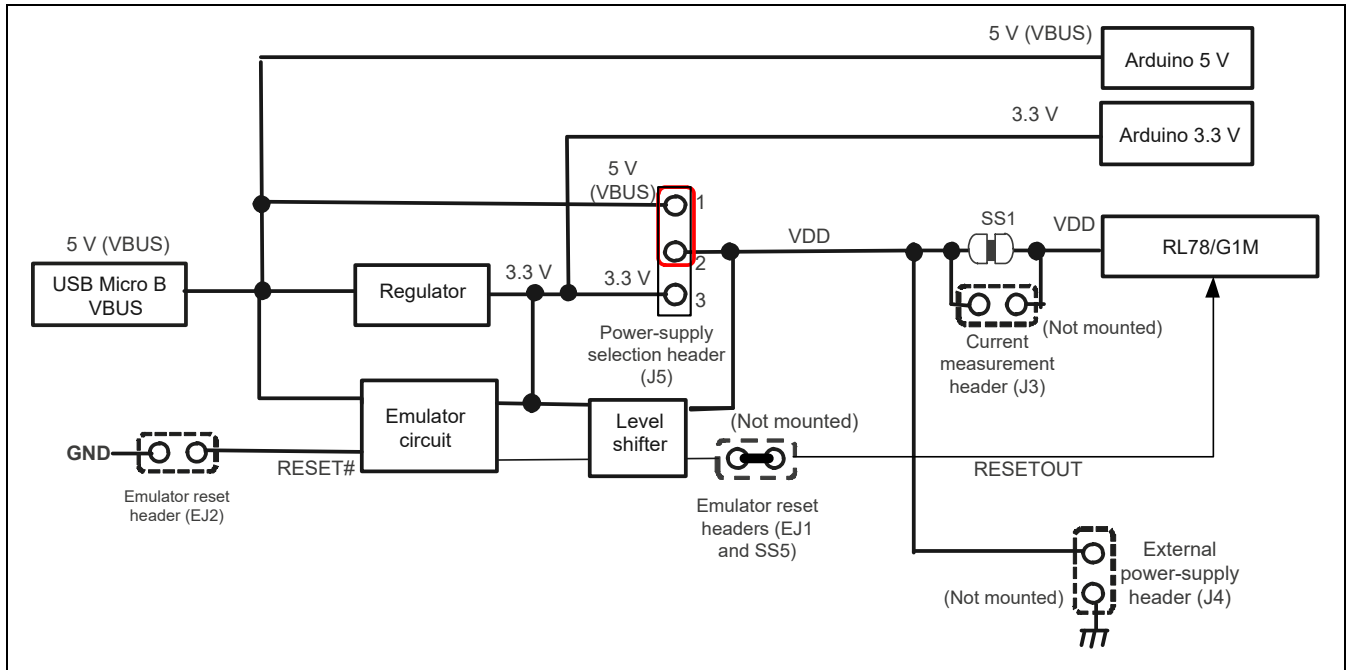 5 V (VBUS)
Arduino 5 V
3.3 V
Arduino 3.3 V
5 V
(VBUS)
1
2
3
SS1
VDD
VDD
RL78/G1M
5 V (VBUS)
USB Micro B
VBUS
Regulator
3.3 V
3.3 V
Power-supply
selection header
(J5)
(Not mounted)
Current
measurement
header (J3)
Emulator
circuit
Level
shifter
(Not mounted)
GND
RESET#
RESETOUT
Emulator reset
header (EJ2)
Emulator reset
headers (EJ1
and SS5)
External
power-supply
header (J4)
(Not mounted)